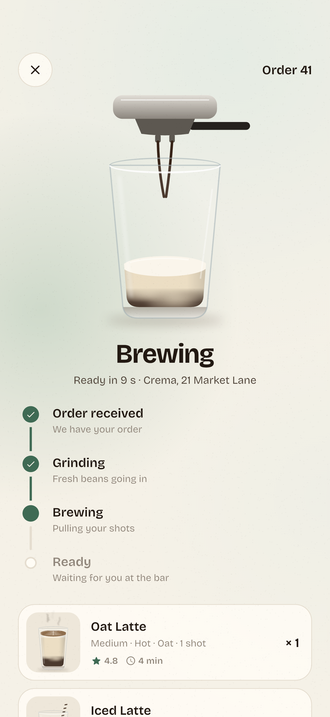 Order 41
Brewing
Ready in 9 s · Crema, 21 Market Lane
Order received
We have your order
Grinding
Fresh beans going in
Brewing
Pulling your shots
Ready
Waiting for you at the bar
Oat Latte
Medium · Hot · Oat · 1 shot
× 1
4.8 4 min
Iced Latte